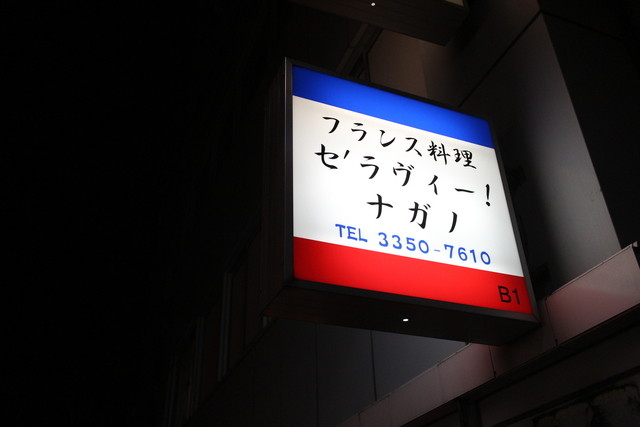 フランス料理
セ'ラヴィー!
ナガノ
TEL 3350-7610
B1